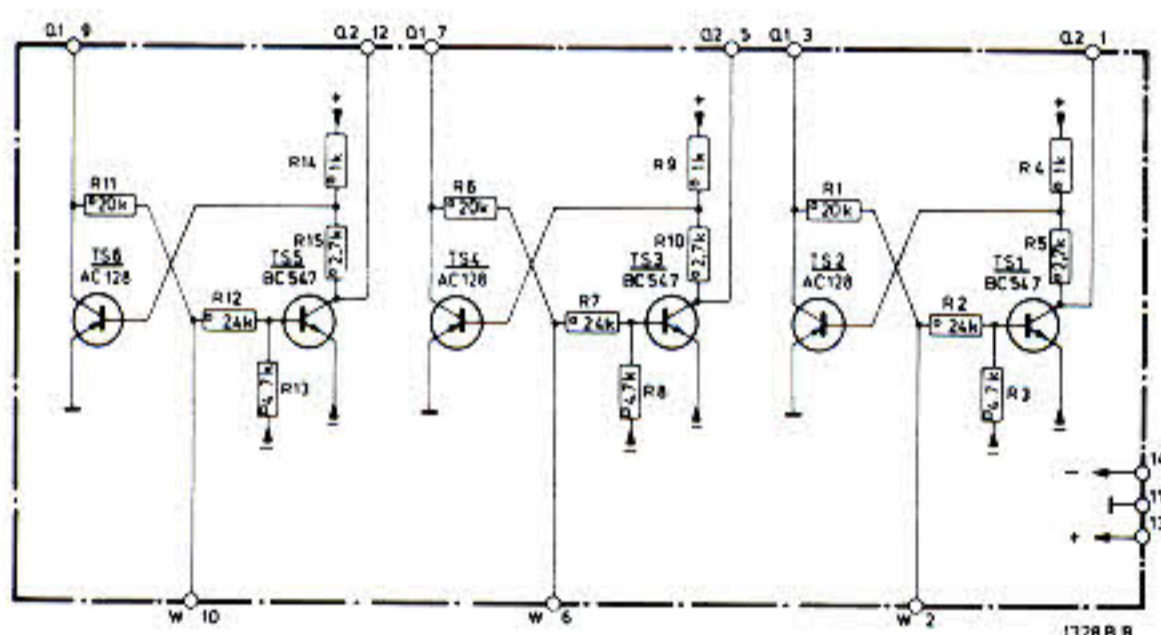 Q1 9
Q2 12
Q1 7
Q2 5
Q1 3
Q2 1
+
+
+
R14
1k
R9
1k
R4
1k
R11
20k
R6
20k
R1
20k
R15
2,7k
R10
2,7k
R5
2,7k
TS6
AC128
TS5
BC547
TS4
AC128
TS3
BC547
TS2
AC128
TS1
BC547
R12
24k
R7
24k
R2
24k
R13
4,7k
R8
4,7k
R3
4,7k
- 14
11
+ 13
W 10
W 6
W 2